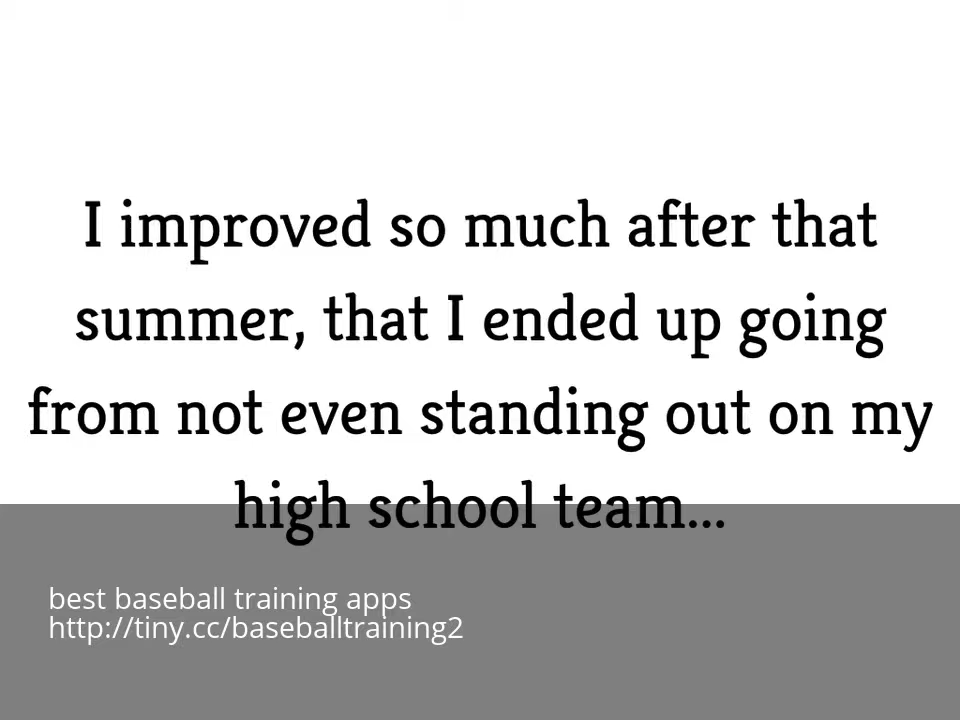 I improved so much after that
summer, that I ended up going
from not even standing out on my
high school team...
best baseball training apps
http://tiny.cc/baseballtraining2